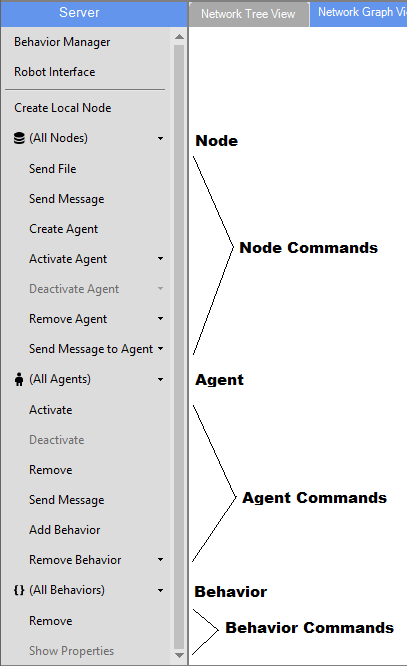 Server
Network Tree View
Network Graph Vi
Behavior Manager
Robot Interface
Create Local Node
(All Nodes)
Node
Send File
Send Message
Create Agent
Node Commands
Activate Agent
Deactivate Agent
Remove Agent
Send Message to Agent
(All Agents)
Agent
Activate
Deactivate
Remove
Send Message
Agent Commands
Add Behavior
Remove Behavior
{ } (All Behaviors)
Behavior
Remove
Behavior Commands
Show Properties